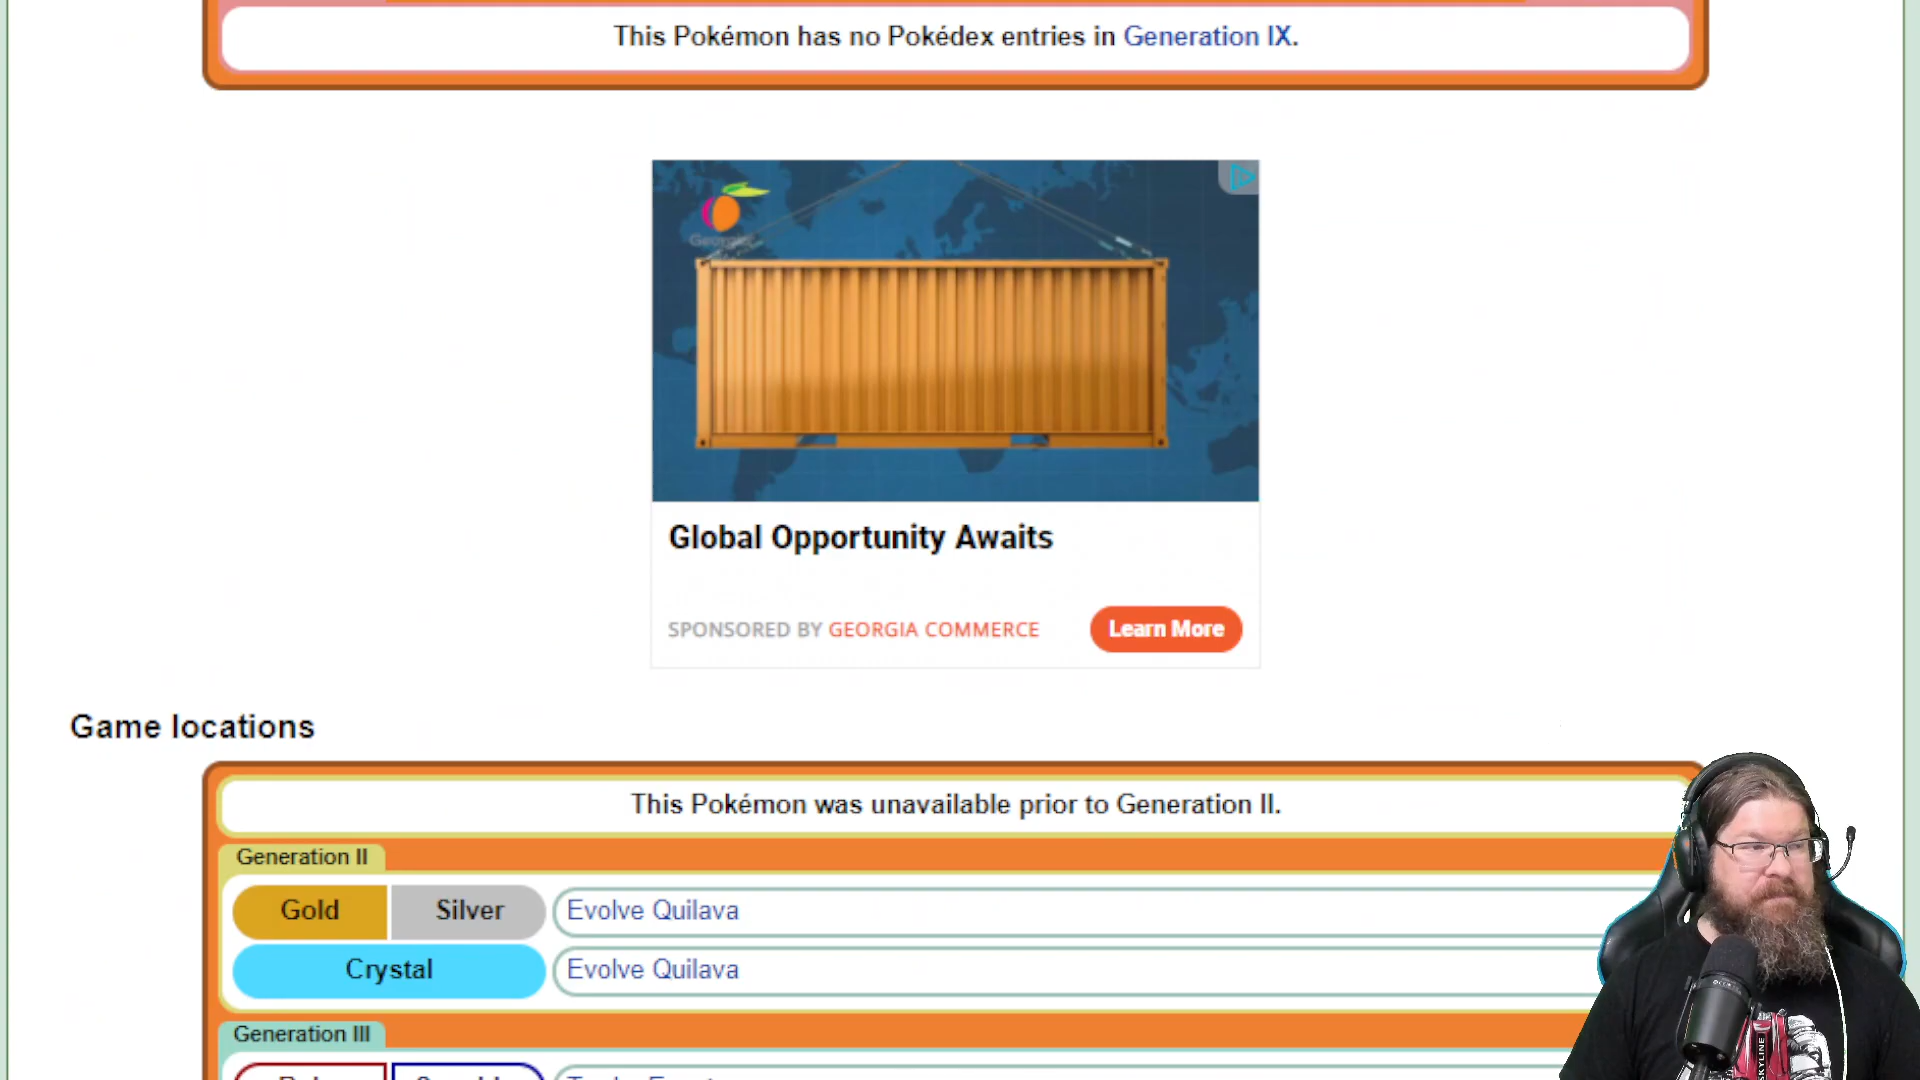 This Pokémon has no Pokédex entries in Generation IX.
Georgia
Global Opportunity Awaits
SPONSORED BY GEORGIA COMMERCE
Learn More
Game locations
This Pokémon was unavailable prior to Generation II.
Generation II
Gold Silver Evolve Quilava
Crystal Evolve Quilava
Generation III
SKYLINE